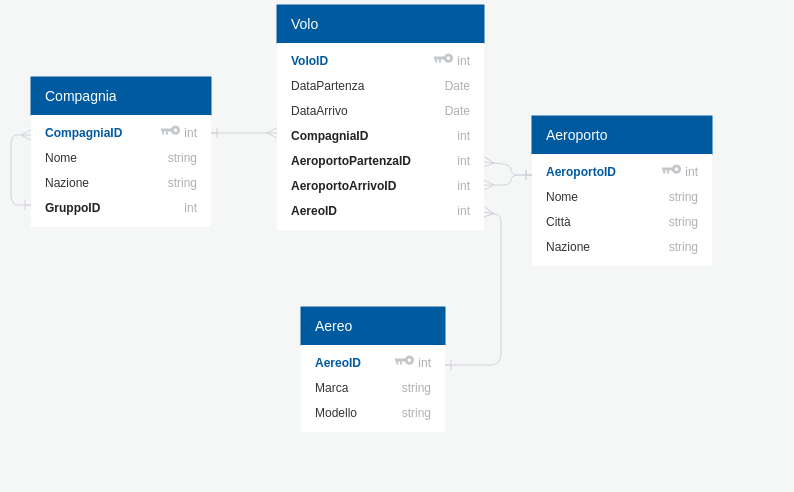 Volo
VoloID int
DataPartenza Date
DataArrivo Date
CompagniaID int
AeroportoPartenzaID int
AeroportoArrivoID int
AereoID int
Compagnia
CompagniaID int
Nome string
Nazione string
GruppoID int
Aeroporto
AeroportoID int
Nome string
Città string
Nazione string
Aereo
AereoID int
Marca string
Modello string